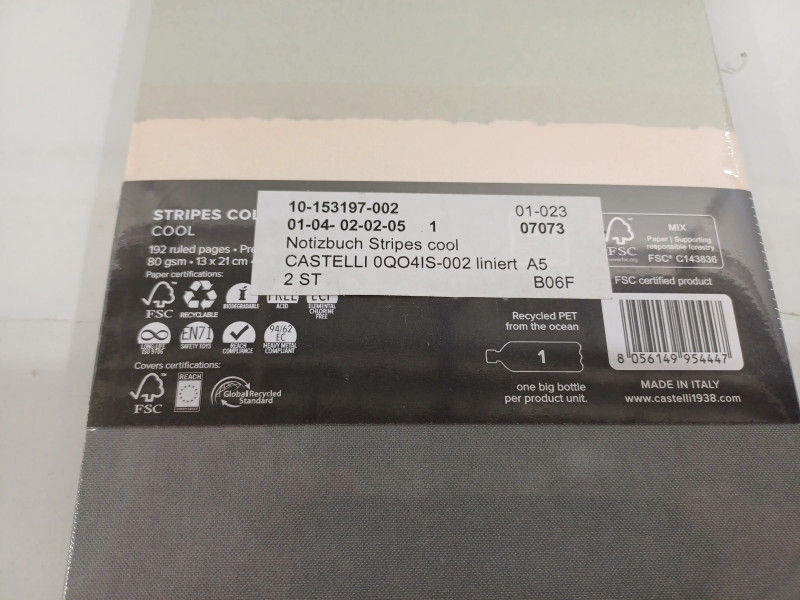 10-153197-002 01-023
01-04- 02-02-05 1 07073
Notizbuch Stripes cool
CASTELLI 0QO4IS-002 liniert A5
2 ST B06F
STRIPES
COOL
192 ruled pages •
80 gsm • 13 x 21 cm •
Paper certifications:
FSC
RECYCLABLE
BIODEGRADABLE
ACID
ELEMENTAL
CHLORINE
FREE
LONG-LIFE
ISO 9706
EN71
SAFETY TOYS
REACH
COMPLIANCE
94/62
EC
HEAVY METAL
COMPLIANT
Covers certifications:
FSC
REACH
Global Recycled
Standard
FSC
www.fsc.org
MIX
Paper | Supporting
responsible forestry
FSC® C143836
FSC certified product
Recycled PET
from the ocean
1
one big bottle
per product unit.
8 056149 954447
MADE IN ITALY
www.castelli1938.com